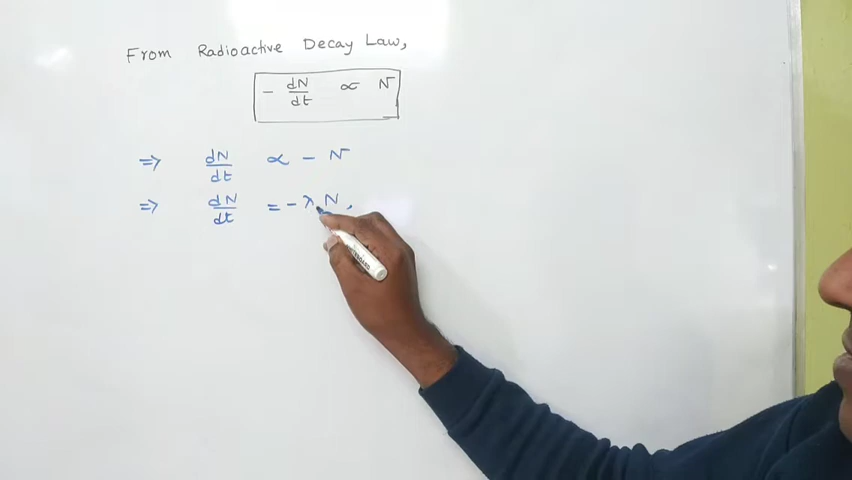 From Radioactive Decay Law,
- dN/dt ∝ N
⇒ dN/dt ∝ - N
⇒ dN/dt = - λ N,